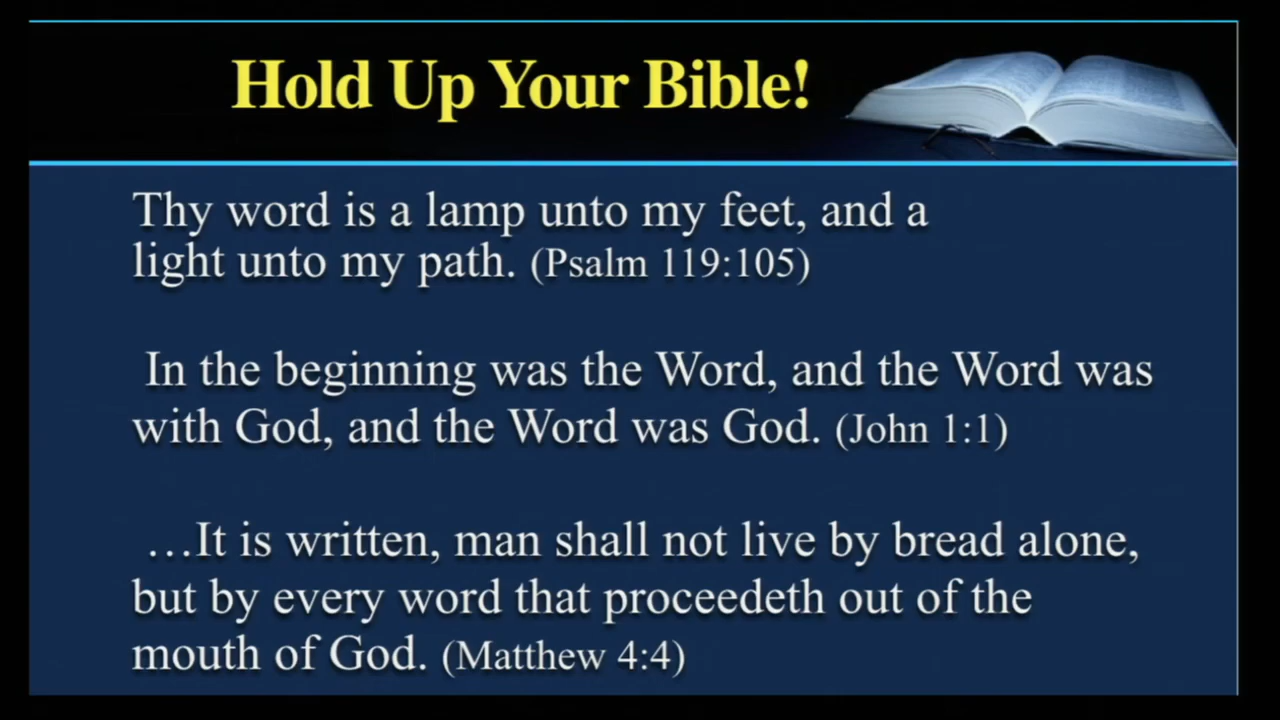 Hold Up Your Bible!
Thy word is a lamp unto my feet, and a
light unto my path. (Psalm 119:105)
In the beginning was the Word, and the Word was
with God, and the Word was God. (John 1:1)
…It is written, man shall not live by bread alone,
but by every word that proceedeth out of the
mouth of God. (Matthew 4:4)